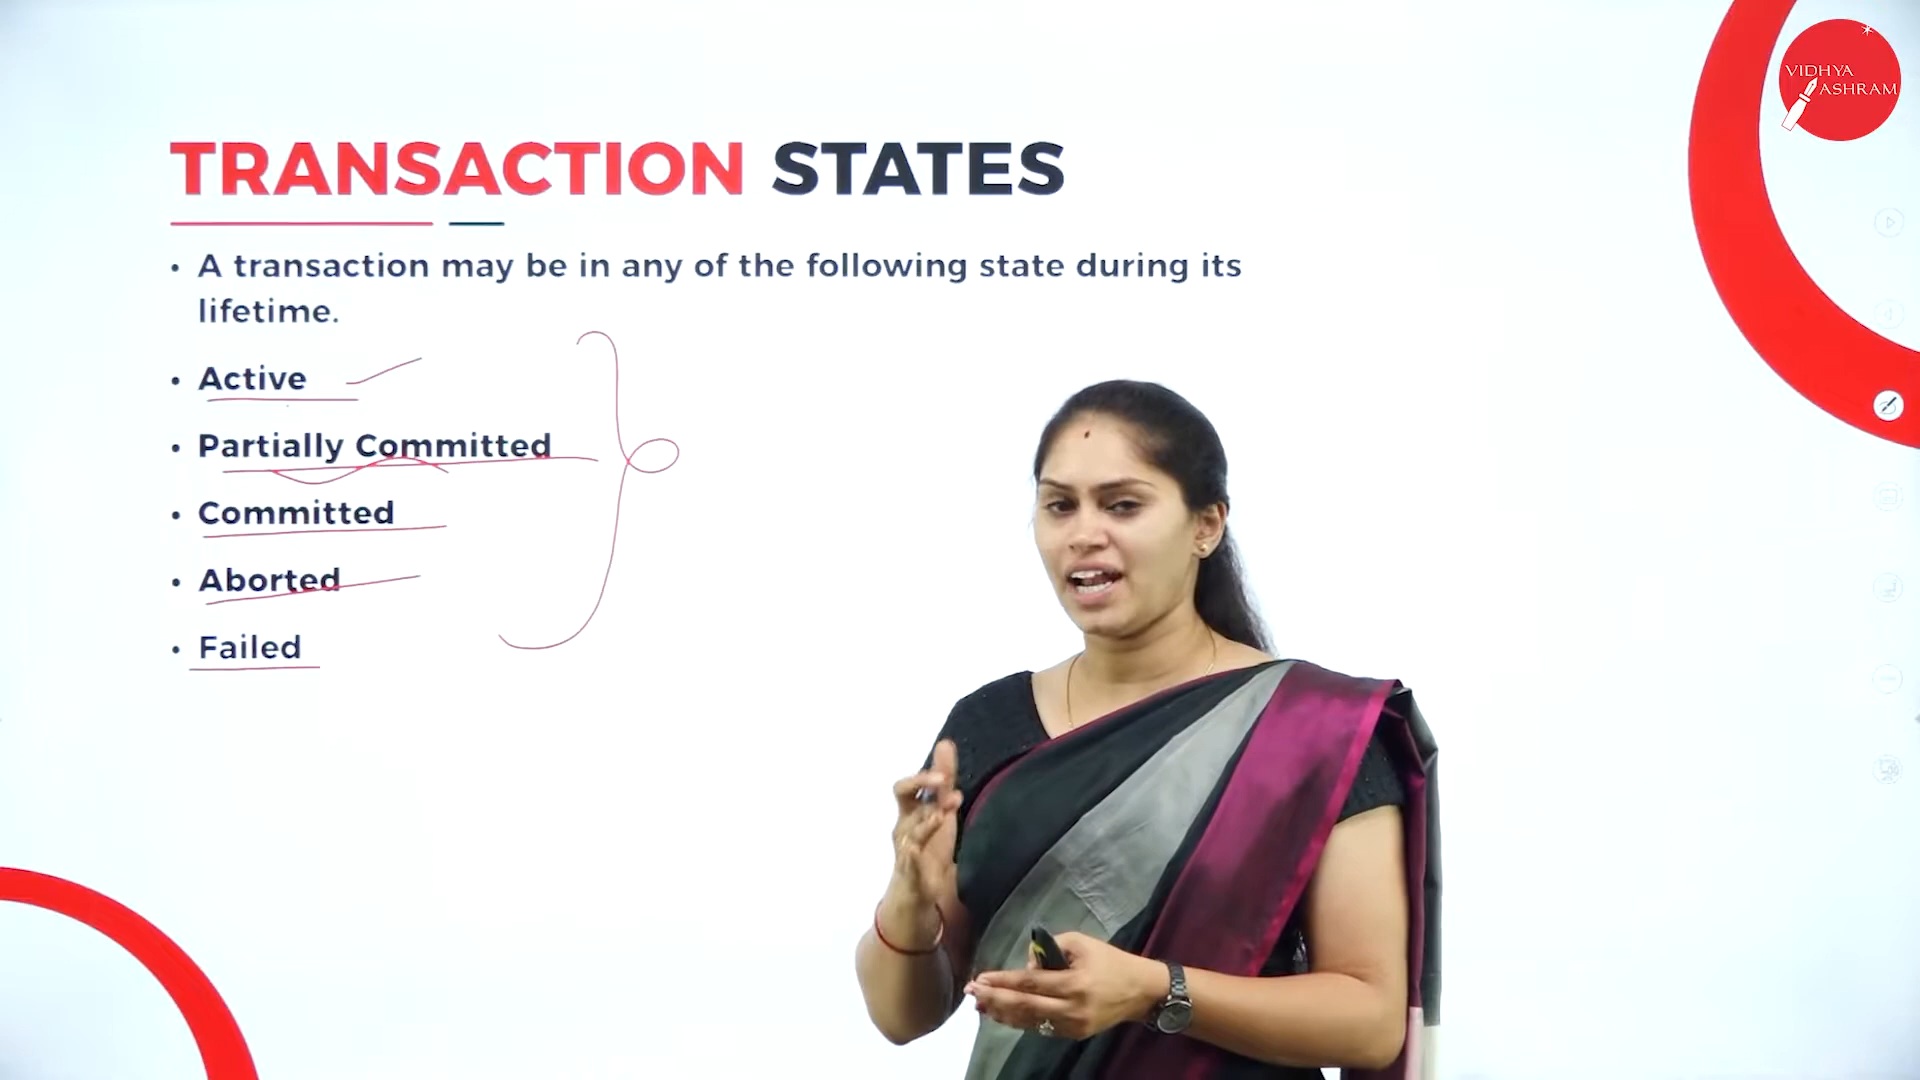 VIDHYA
ASHRAM
TRANSACTION STATES
• A transaction may be in any of the following state during its
lifetime.
• Active
• Partially Committed
• Committed
• Aborted
• Failed